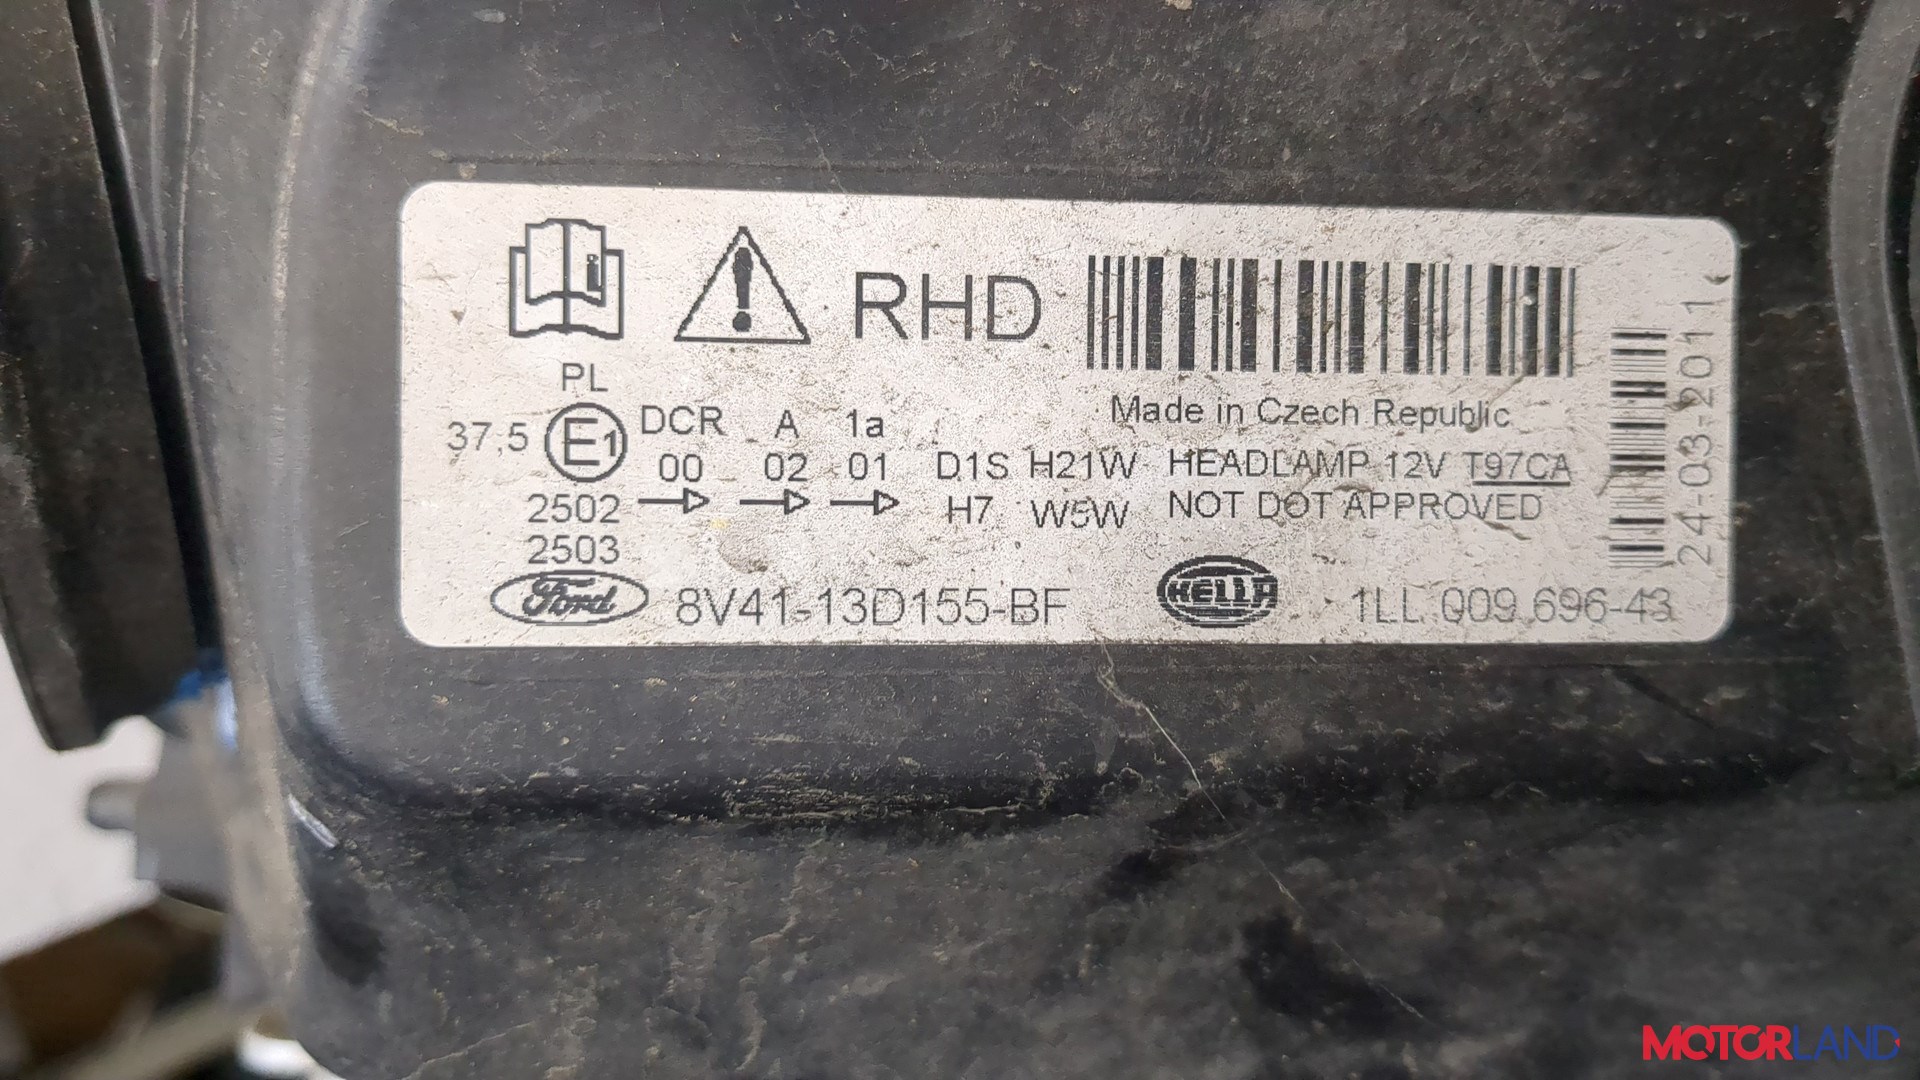 RHD
PL
Made in Czech Republic
37,5 E1 DCR A 1a
00 02 01 D1S H21W HEADLAMP 12V T97CA
2502 H7 W5W NOT DOT APPROVED
2503
Ford 8V41-13D155-BF HELLA 1LL 009.696-43
24-03-2011
MOTORLAND